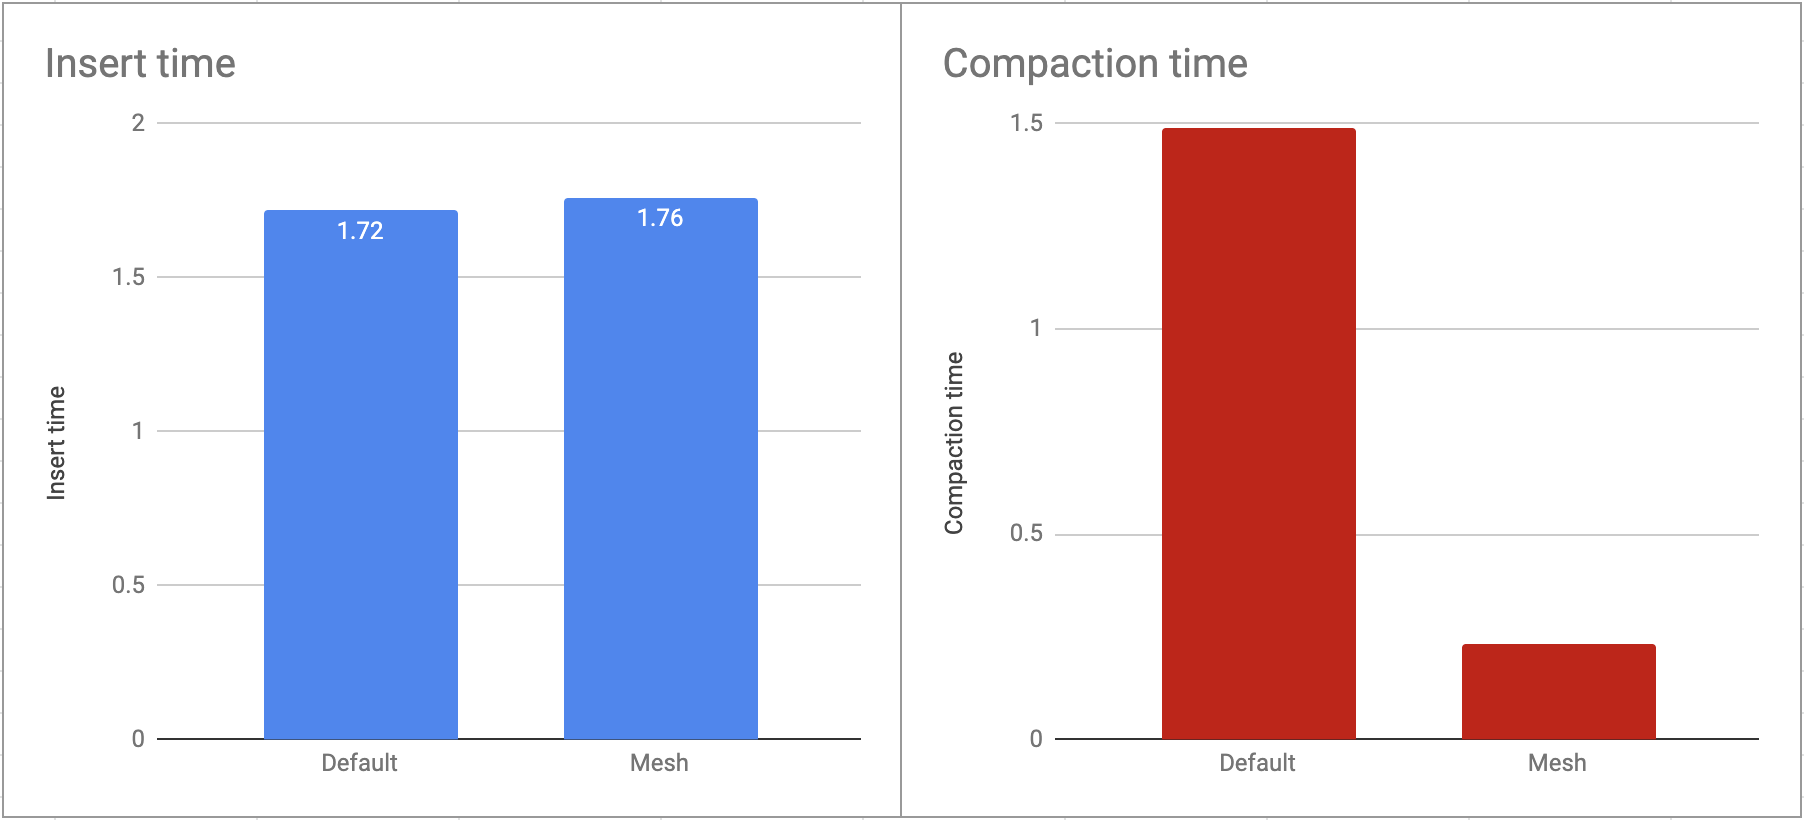 Insert time
2
1.5
1
0.5
0
Insert time
1.72
1.76
Default
Mesh
Compaction time
1.5
1
0.5
0
Compaction time
Default
Mesh